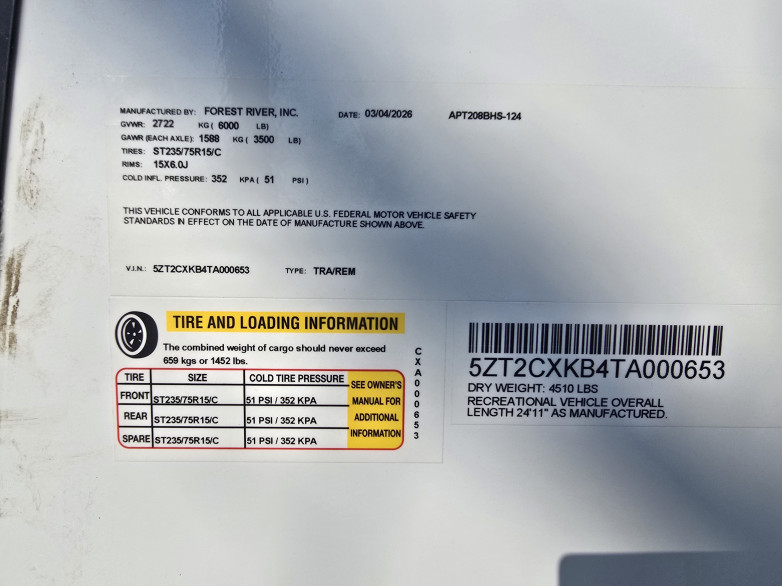 MANUFACTURED BY: FOREST RIVER, INC. DATE: 03/04/2026 APT208BHS-124
GVWR: 2722 KG ( 6000 LB)
GAWR (EACH AXLE): 1588 KG ( 3500 LB)
TIRES: ST235/75R15/C
RIMS: 15X6.0J
COLD INFL. PRESSURE: 352 KPA ( 51 PSI )
THIS VEHICLE CONFORMS TO ALL APPLICABLE U.S. FEDERAL MOTOR VEHICLE SAFETY
STANDARDS IN EFFECT ON THE DATE OF MANUFACTURE SHOWN ABOVE.
V.I.N.: 5ZT2CXKB4TA000653 TYPE: TRA/REM
TIRE AND LOADING INFORMATION
The combined weight of cargo should never exceed
659 kgs or 1452 lbs.
TIRE SIZE COLD TIRE PRESSURE
FRONT ST235/75R15/C 51 PSI / 352 KPA
REAR ST235/75R15/C 51 PSI / 352 KPA
SPARE ST235/75R15/C 51 PSI / 352 KPA
SEE OWNER'S
MANUAL FOR
ADDITIONAL
INFORMATION
CXA000653
5ZT2CXKB4TA000653
DRY WEIGHT: 4510 LBS
RECREATIONAL VEHICLE OVERALL
LENGTH 24'11" AS MANUFACTURED.